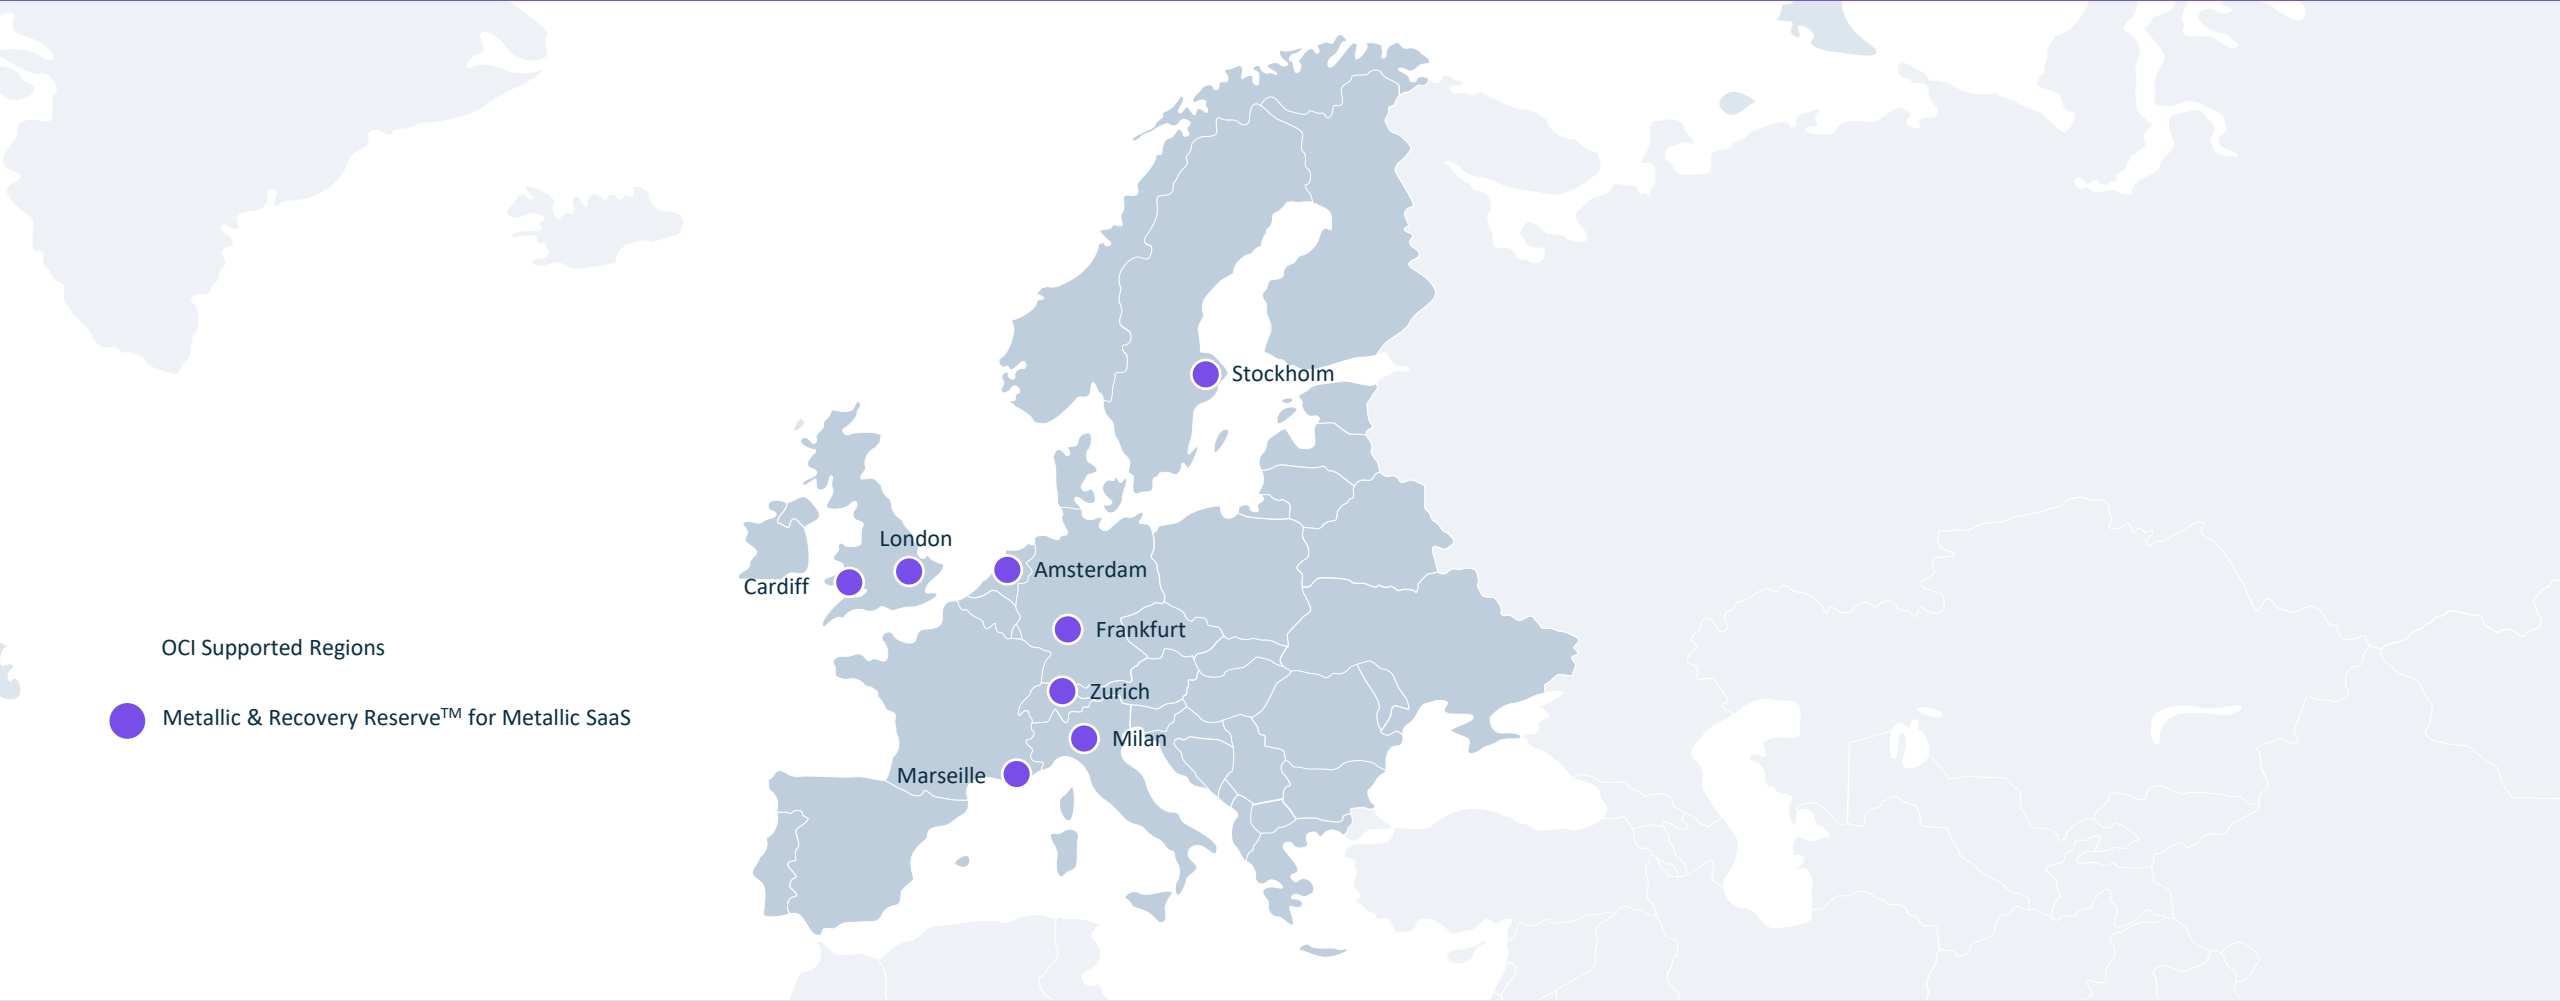 Stockholm
London
Amsterdam
Cardiff
Frankfurt
OCI Supported Regions
Zurich
Metallic & Recovery Reserve™ for Metallic SaaS
Milan
Marseille